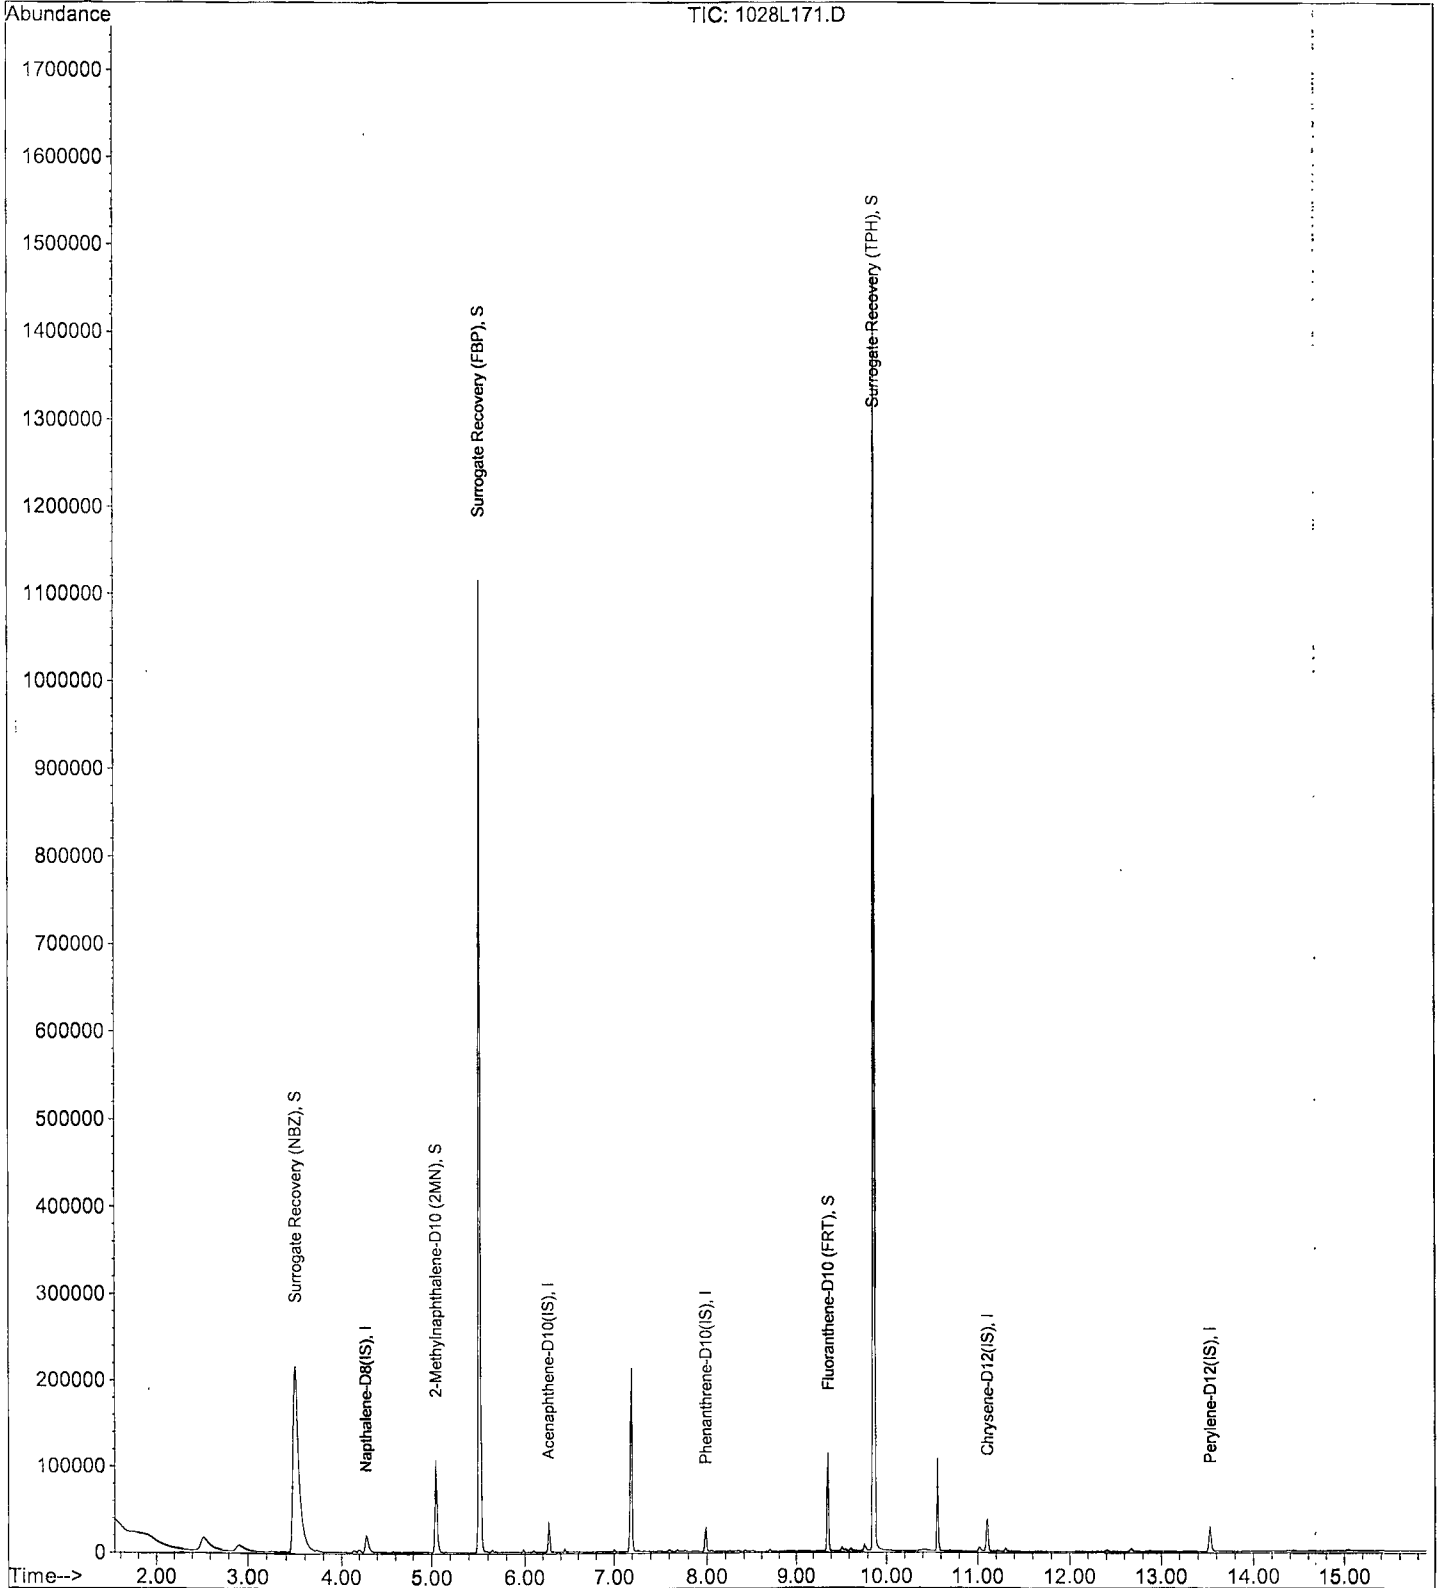 Abundance
TIC: 1028L171.D
1700000
1600000
1500000
1400000
1300000
1200000
1100000
1000000
900000
800000
700000
600000
500000
400000
300000
200000
100000
0
Surrogate Recovery (NBZ), S
Napthalene-D8(IS), I
2-Methylnaphthalene-D10 (2MN), S
Surrogate Recovery (FBP), S
Acenaphthene-D10(IS), I
Phenanthrene-D10(IS), I
Fluoranthene-D10 (FRT), S
Surrogate Recovery (TPH), S
Chrysene-D12(IS), I
Perylene-D12(IS), I
Time-->
2.00 3.00 4.00 5.00 6.00 7.00 8.00 9.00 10.00 11.00 12.00 13.00 14.00 15.00